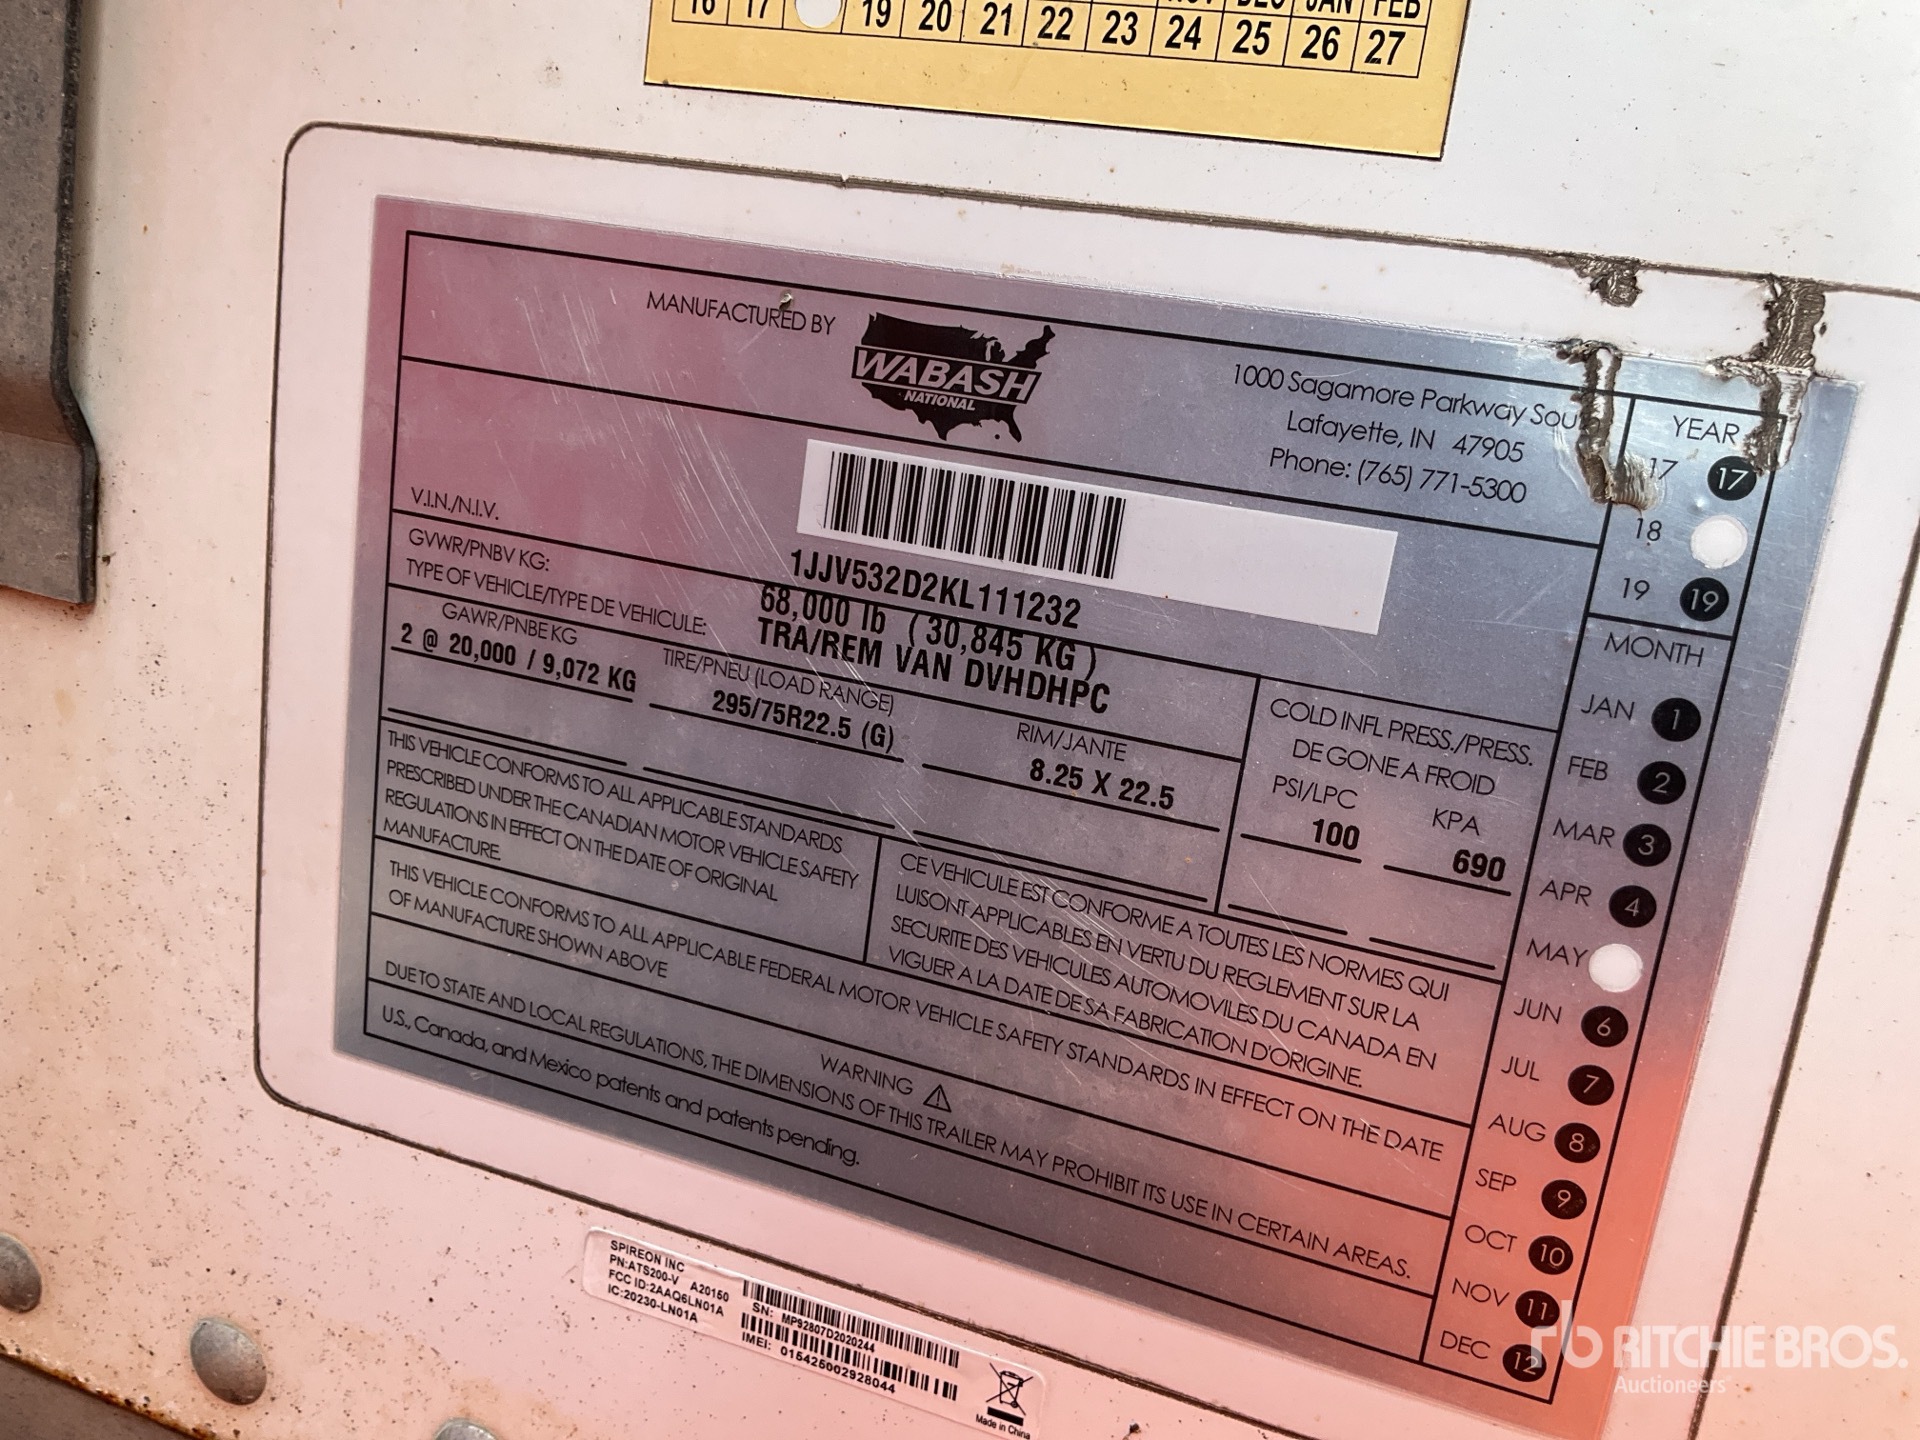 16 17 19 20 21 22 NOV DEC JAN FEB
23 24 25 26 27
MANUFACTURED BY
WABASH
NATIONAL
1000 Sagamore Parkway South
Lafayette, IN 47905
Phone: (765) 771-5300
V.I.N./N.I.V.
1JJV532D2KL111232
GVWR/PNBV KG:
68,000 lb ( 30,845 KG )
TYPE OF VEHICLE/TYPE DE VEHICULE:
TRA/REM VAN DVHDHPC
GAWR/PNBE KG
2 @ 20,000 / 9,072 KG
TIRE/PNEU (LOAD RANGE)
295/75R22.5 (G)
RIM/JANTE
8.25 X 22.5
COLD INFL PRESS./PRESS.
DE GONE A FROID
PSI/LPC KPA
100 690
THIS VEHICLE CONFORMS TO ALL APPLICABLE STANDARDS
PRESCRIBED UNDER THE CANADIAN MOTOR VEHICLE SAFETY
REGULATIONS IN EFFECT ON THE DATE OF ORIGINAL
MANUFACTURE.
CE VEHICULE EST CONFORME A TOUTES LES NORMES QUI
LUISONT APPLICABLES EN VERTU DU REGLEMENT SUR LA
SECURITE DES VEHICULES AUTOMOVILES DU CANADA EN
VIGUER A LA DATE DE SA FABRICATION D'ORIGINE.
THIS VEHICLE CONFORMS TO ALL APPLICABLE FEDERAL MOTOR VEHICLE SAFETY STANDARDS IN EFFECT ON THE DATE
OF MANUFACTURE SHOWN ABOVE
WARNING ⚠
DUE TO STATE AND LOCAL REGULATIONS, THE DIMENSIONS OF THIS TRAILER MAY PROHIBIT ITS USE IN CERTAIN AREAS.
U.S., Canada, and Mexico patents and patents pending.
YEAR
17 17
18
19 19
MONTH
JAN 1
FEB 2
MAR 3
APR 4
MAY
JUN 6
JUL 7
AUG 8
SEP 9
OCT 10
NOV 11
DEC 12
SPIREON INC
PN:ATS200-V A20150
FCC ID:2AAQ6LN01A
IC:20230-LN01A
SN: MP92807D2020244
IMEI: 015425002928044
Made in China
rb RITCHIE BROS.
Auctioneers